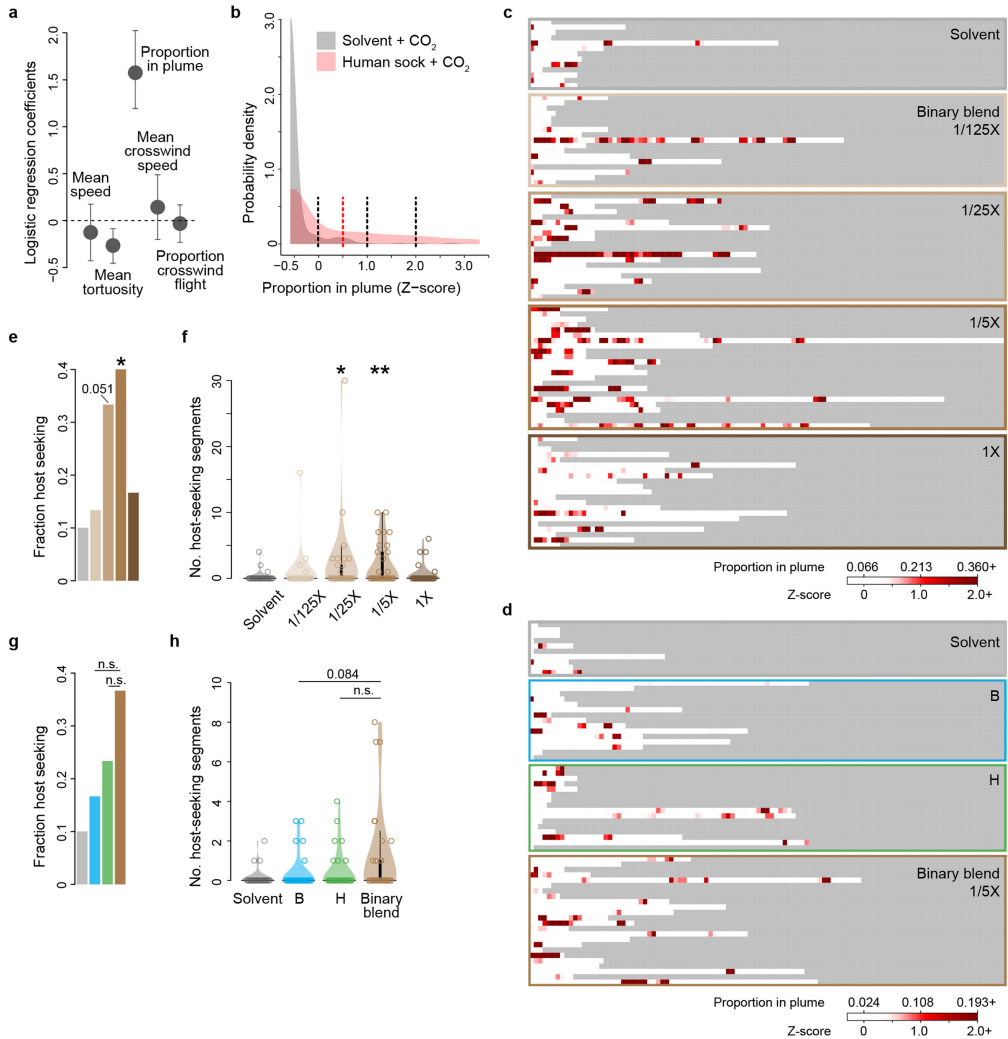 a
2.0
1.5
1.0
0.5
0
−0.5
Logistic regression coefficients
Proportion
in plume
Mean
crosswind
speed
Mean
speed
Mean
tortuosity
Proportion
crosswind
flight
b
Solvent + CO2
Human sock + CO2
3.0
2.0
1.0
0
Probability density
−0.5
0
1.0
2.0
3.0
Proportion in plume (Z−score)
c
Solvent
Binary blend
1/125X
1/25X
1/5X
1X
Proportion in plume
0.066
0.213
0.360+
Z-score
0
1.0
2.0+
d
Solvent
B
H
Binary blend
1/5X
Proportion in plume
0.024
0.108
0.193+
Z-score
0
1.0
2.0+
e
0.4
0.3
0.2
0.1
0
Fraction host seeking
0.051
*
f
30
20
10
0
No. host-seeking segments
*
**
Solvent
1/125X
1/25X
1/5X
1X
g
0.4
0.3
0.2
0.1
0
Fraction host seeking
n.s.
n.s.
h
10
8
6
4
2
0
No. host-seeking segments
0.084
n.s.
Solvent
B
H
Binary
blend